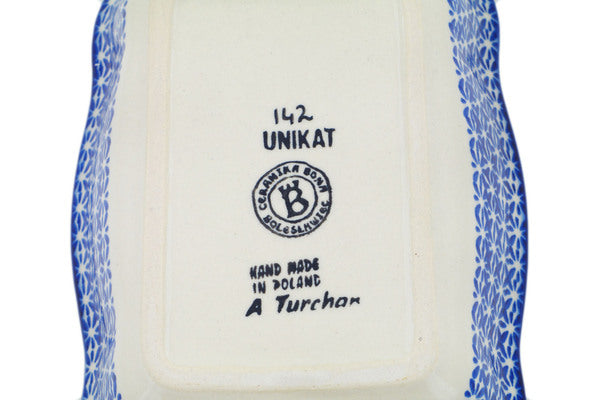 142
UNIKAT
CERAMIKA BONA
B
BOLESŁAWIEC
HAND MADE
IN POLAND
A Turchan